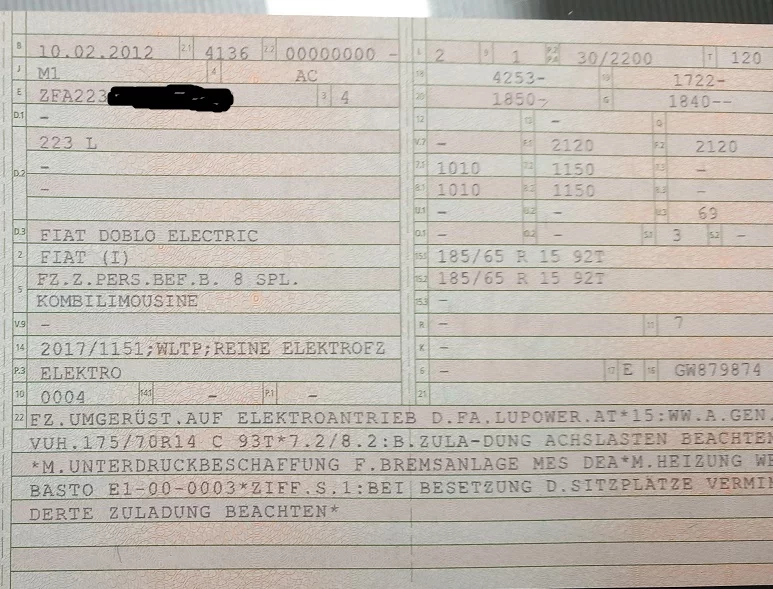 B 10.02.2012 2.1 4136 2.2 00000000 - L 2 9 1 P.2 P.4 30/2200 T 120
J M1 4 AC 18 4253- 19 1722-
E ZFA223 3 4 20 1850- G 1840--
D.1 - 12 13 - Q
223 L V.7 - F.1 2120 F.2 2120
D.2 - 7.1 1010 7.2 1150 7.3 -
- 8.1 1010 8.2 1150 8.3 -
U.1 - U.2 - U.3 69
D.3 FIAT DOBLO ELECTRIC O.1 - O.2 - S.1 3 S.2 -
2 FIAT (I) 15.1 185/65 R 15 92T
5 FZ.Z.PERS.BEF.B. 8 SPL. 15.2 185/65 R 15 92T
KOMBILIMOUSINE 15.3 -
V.9 - R 11 7
14 2017/1151;WLTP;REINE ELEKTROFZ K -
P.3 ELEKTRO 6 - 17 E 16 GW879874
10 0004 14.1 - P.1 - 21
22 FZ.UMGERÜST.AUF ELEKTROANTRIEB D.FA.LUPOWER.AT*15:WW.A.GEN.
VUH.175/70R14 C 93T*7.2/8.2:B.ZULA-DUNG ACHSLASTEN BEACHTEN
*M.UNTERDRUCKBESCHAFFUNG F.BREMSANLAGE MES DEA*M.HEIZUNG WE
BASTO E1-00-0003*ZIFF.S.1:BEI BESETZUNG D.SITZPLÄTZE VERMIN
DERTE ZULADUNG BEACHTEN*